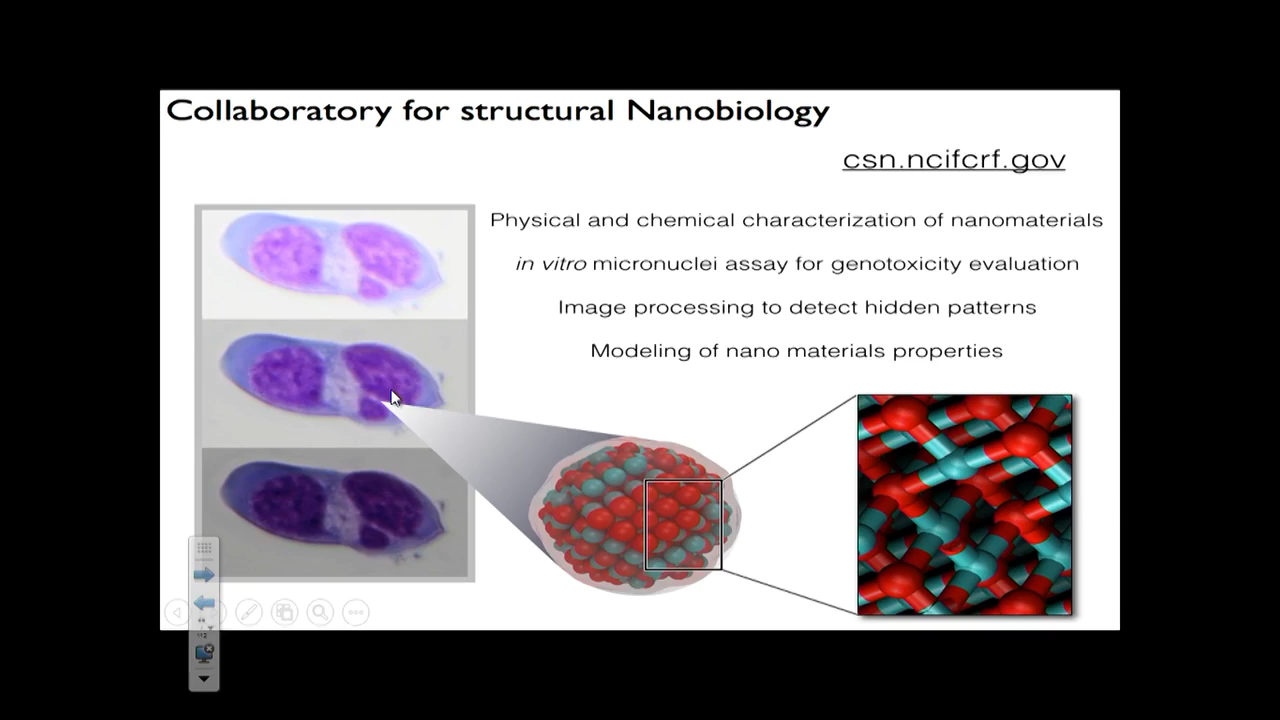 Collaboratory for structural Nanobiology
csn.ncifcrf.gov
Physical and chemical characterization of nanomaterials
in vitro micronuclei assay for genotoxicity evaluation
Image processing to detect hidden patterns
Modeling of nano materials properties